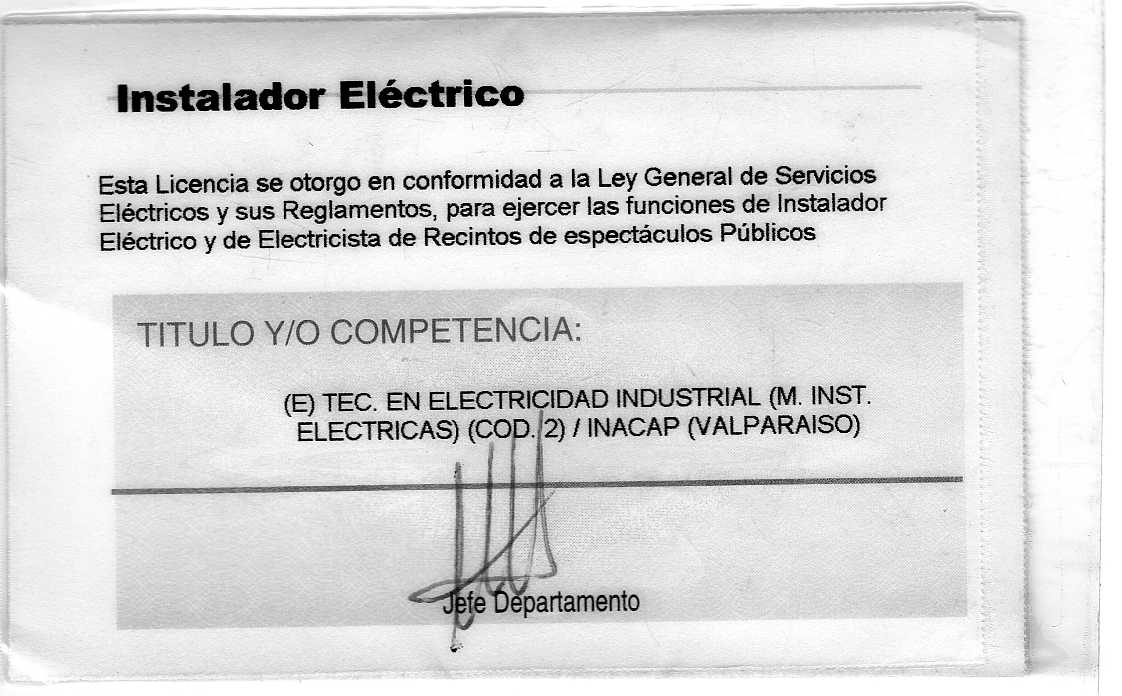 Instalador Eléctrico
Esta Licencia se otorgo en conformidad a la Ley General de Servicios
Eléctricos y sus Reglamentos, para ejercer las funciones de Instalador
Eléctrico y de Electricista de Recintos de espectáculos Públicos
TITULO Y/O COMPETENCIA:
(E) TEC. EN ELECTRICIDAD INDUSTRIAL (M. INST.
ELECTRICAS) (COD. 2) / INACAP (VALPARAISO)
Jefe Departamento